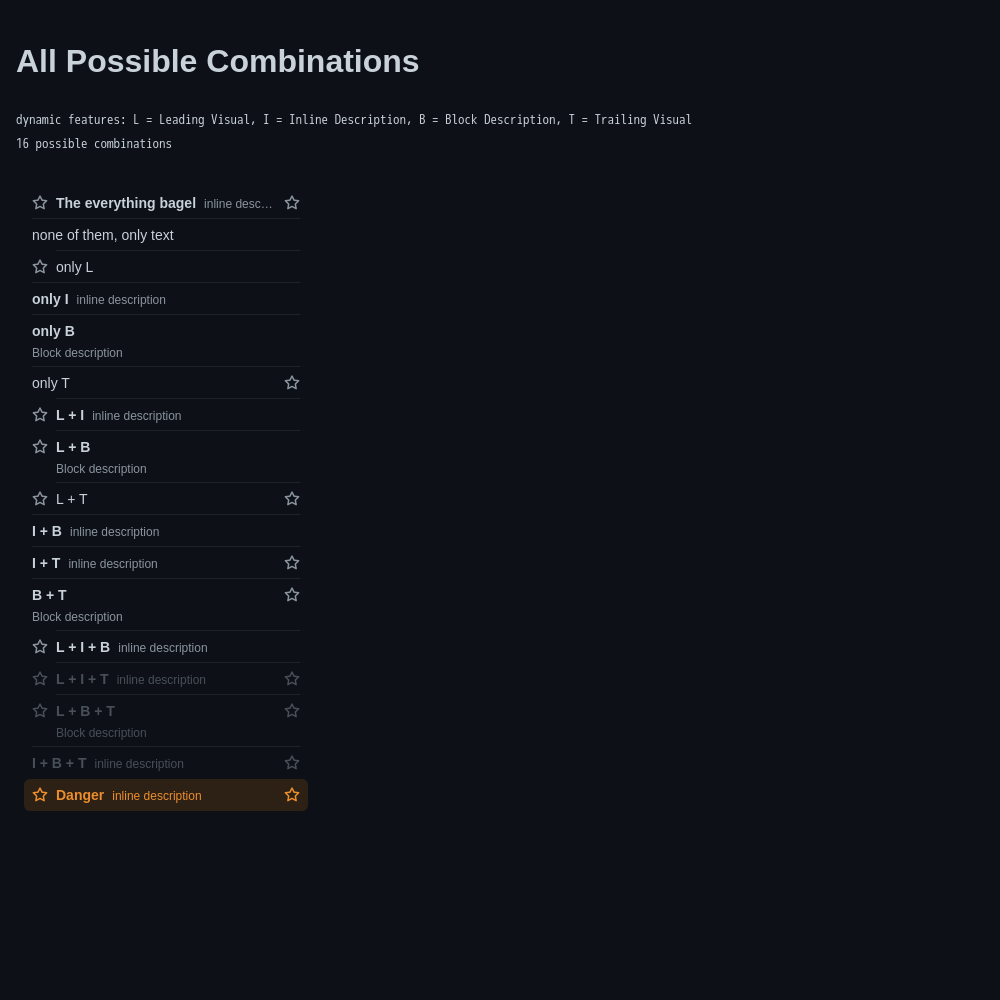 All Possible Combinations
dynamic features: L = Leading Visual, I = Inline Description, B = Block Description, T = Trailing Visual
16 possible combinations
The everything bagel inline desc…
none of them, only text
only L
only I inline description
only B
Block description
only T
L + I inline description
L + B
Block description
L + T
I + B inline description
I + T inline description
B + T
Block description
L + I + B inline description
L + I + T inline description
L + B + T
Block description
I + B + T inline description
Danger inline description